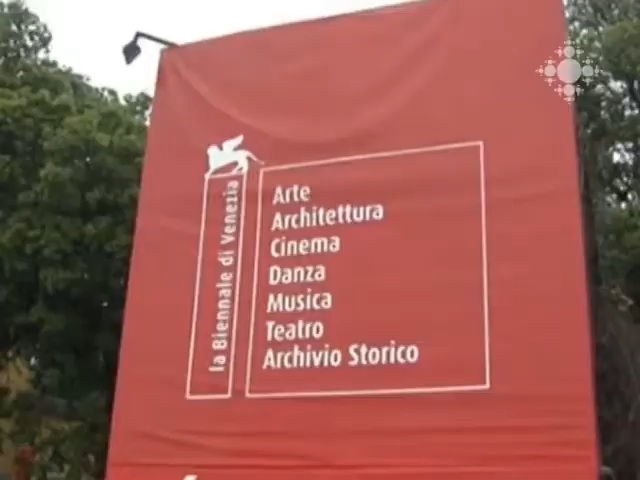 la Biennale di Venezia
Arte
Architettura
Cinema
Danza
Musica
Teatro
Archivio Storico